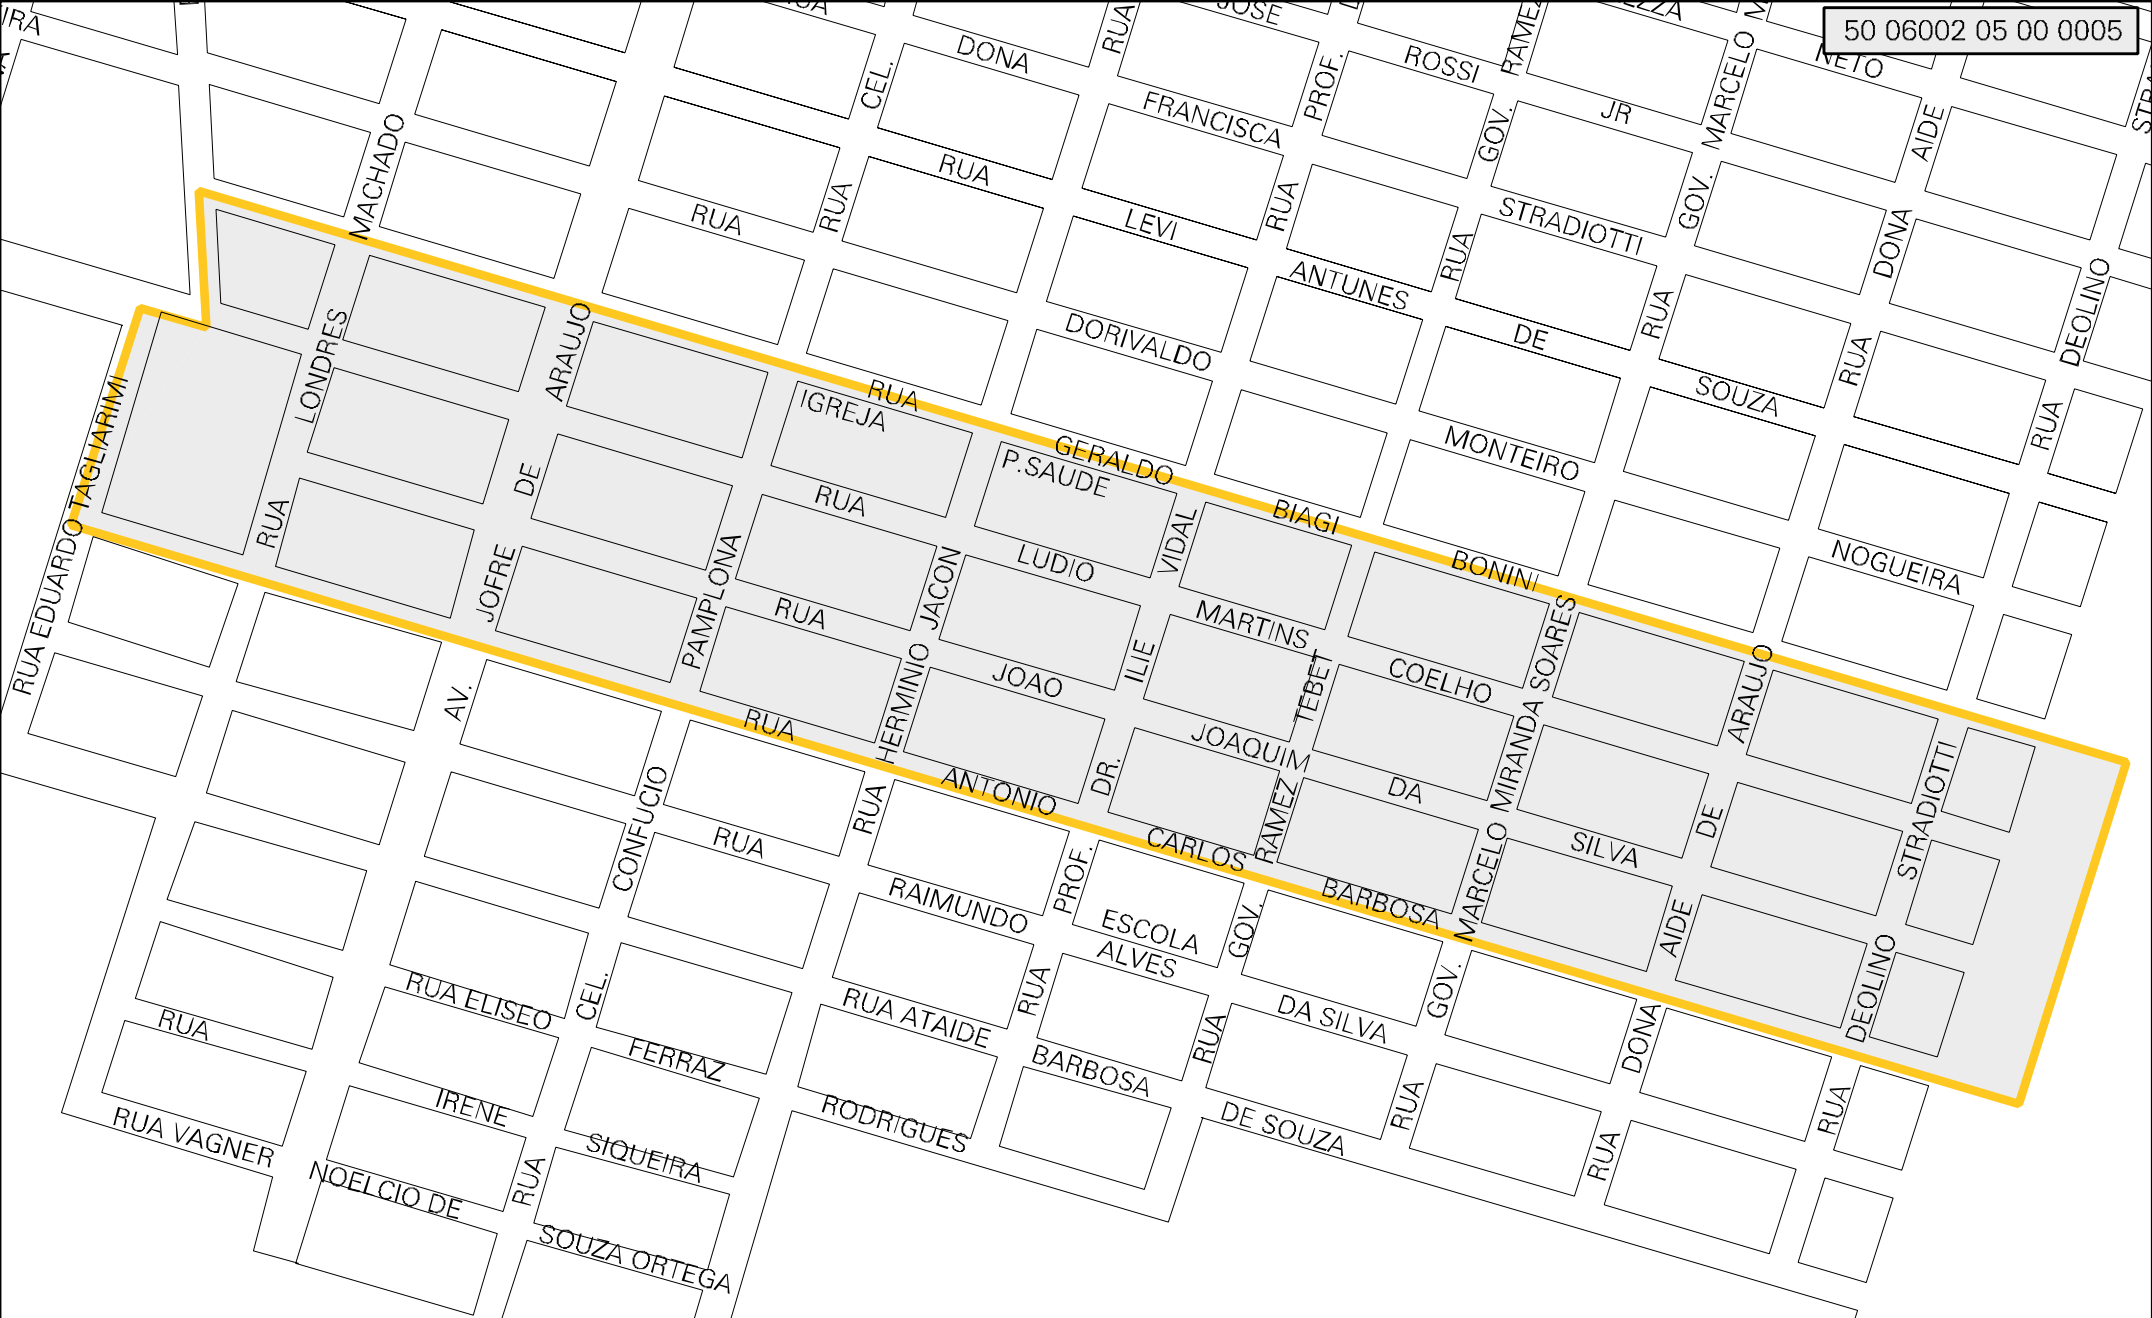 50 06002 05 00 0005
IRA
RUA
JOSE
DONA
ROSSI
NETO
FRANCISCA
JR
RUA
LEVI
STRADIOTTI
RUA
DORIVALDO
ANTUNES
DE
SOUZA
MONTEIRO
NOGUEIRA
RUA
GERALDO
BIAGI
BONINI
IGREJA
P.SAUDE
RUA
LUDIO
MARTINS
COELHO
RUA
JOAO
JOAQUIM
DA
SILVA
RUA
ANTONIO
CARLOS
BARBOSA
RUA
RAIMUNDO
ESCOLA
ALVES
DA SILVA
RUA ELISEO
FERRAZ
RUA ATAIDE
BARBOSA
DE SOUZA
RUA
IRENE
SIQUEIRA
RODRIGUES
RUA VAGNER
NOELCIO DE
SOUZA ORTEGA
RUA EDUARDO TAGLIARIMI
MACHADO
LONDRES
RUA
ARAUJO
DE
JOFRE
AV.
CEL.
RUA
PAMPLONA
CONFUCIO
CEL.
RUA
RUA
JACON
HERMINIO
RUA
PROF.
RUA
VIDAL
ILIE
DR.
PROF.
RUA
GOV.
RUA
TEBET
RAMEZ
GOV.
RUA
MARCELO
GOV.
RUA
MARCELO MIRANDA SOARES
GOV.
RUA
AIDE
DONA
RUA
ARAUJO
DE
AIDE
DONA
RUA
DEOLINO
RUA
STRADIOTTI
DEOLINO
RUA